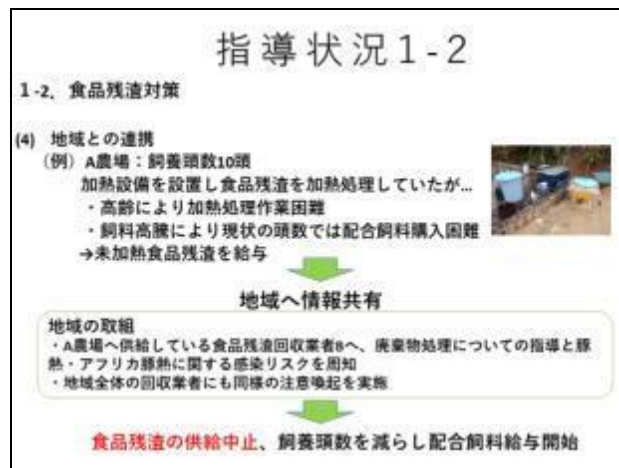 指導状況1-2
1-2．食品残渣対策
(4) 地域との連携
（例）A農場：飼養頭数10頭
加熱設備を設置し食品残渣を加熱処理していたが...
・高齢により加熱処理作業困難
・飼料高騰により現状の頭数では配合飼料購入困難
→未加熱食品残渣を給与
地域へ情報共有
地域の取組
・A農場へ供給している食品残渣回収業者Bへ、廃棄物処理についての指導と豚
熱・アフリカ豚熱に関する感染リスクを周知
・地域全体の回収業者にも同様の注意喚起を実施
食品残渣の供給中止、飼養頭数を減らし配合飼料給与開始